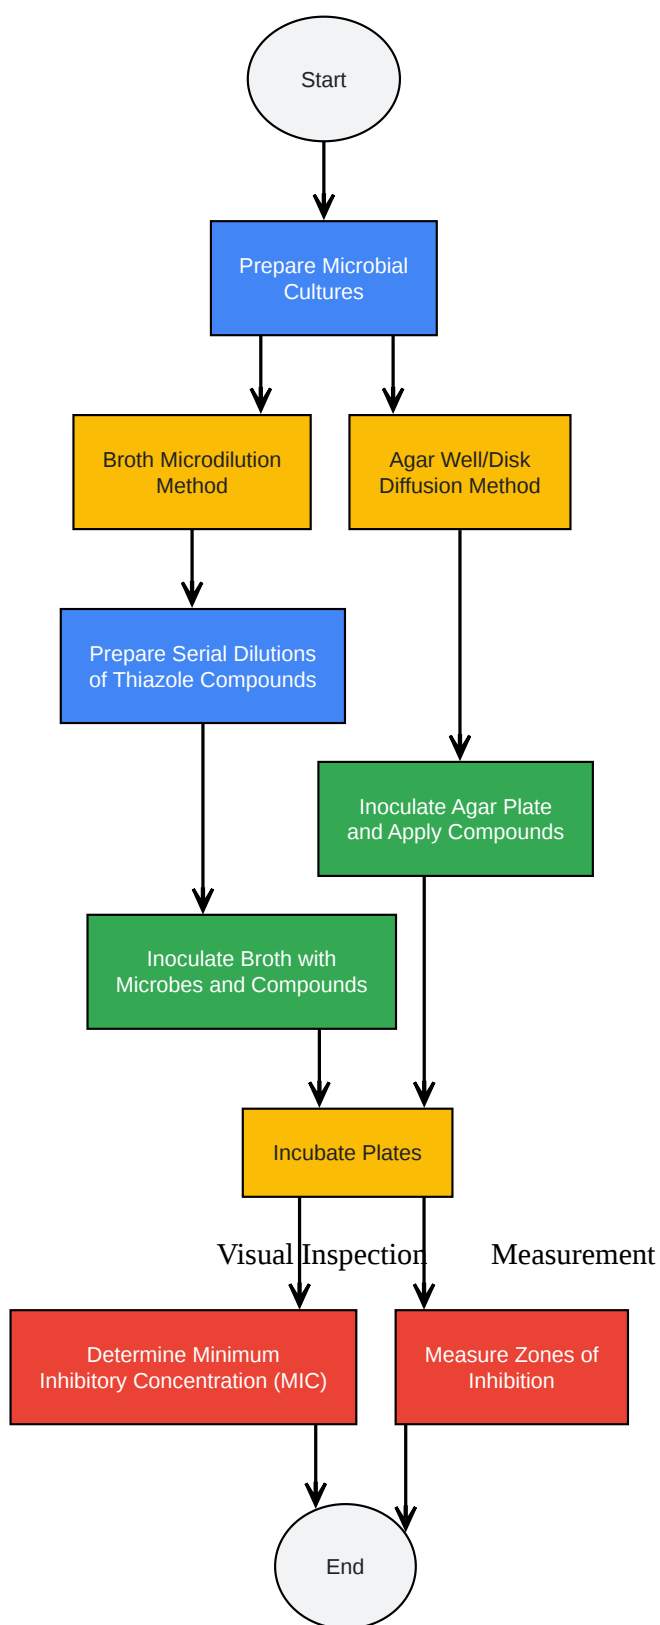 Start
Prepare Microbial
Cultures
Broth Microdilution
Method
Agar Well/Disk
Diffusion Method
Prepare Serial Dilutions
of Thiazole Compounds
Inoculate Agar Plate
and Apply Compounds
Inoculate Broth with
Microbes and Compounds
Incubate Plates
Visual Inspection
Measurement
Determine Minimum
Inhibitory Concentration (MIC)
Measure Zones of
Inhibition
End